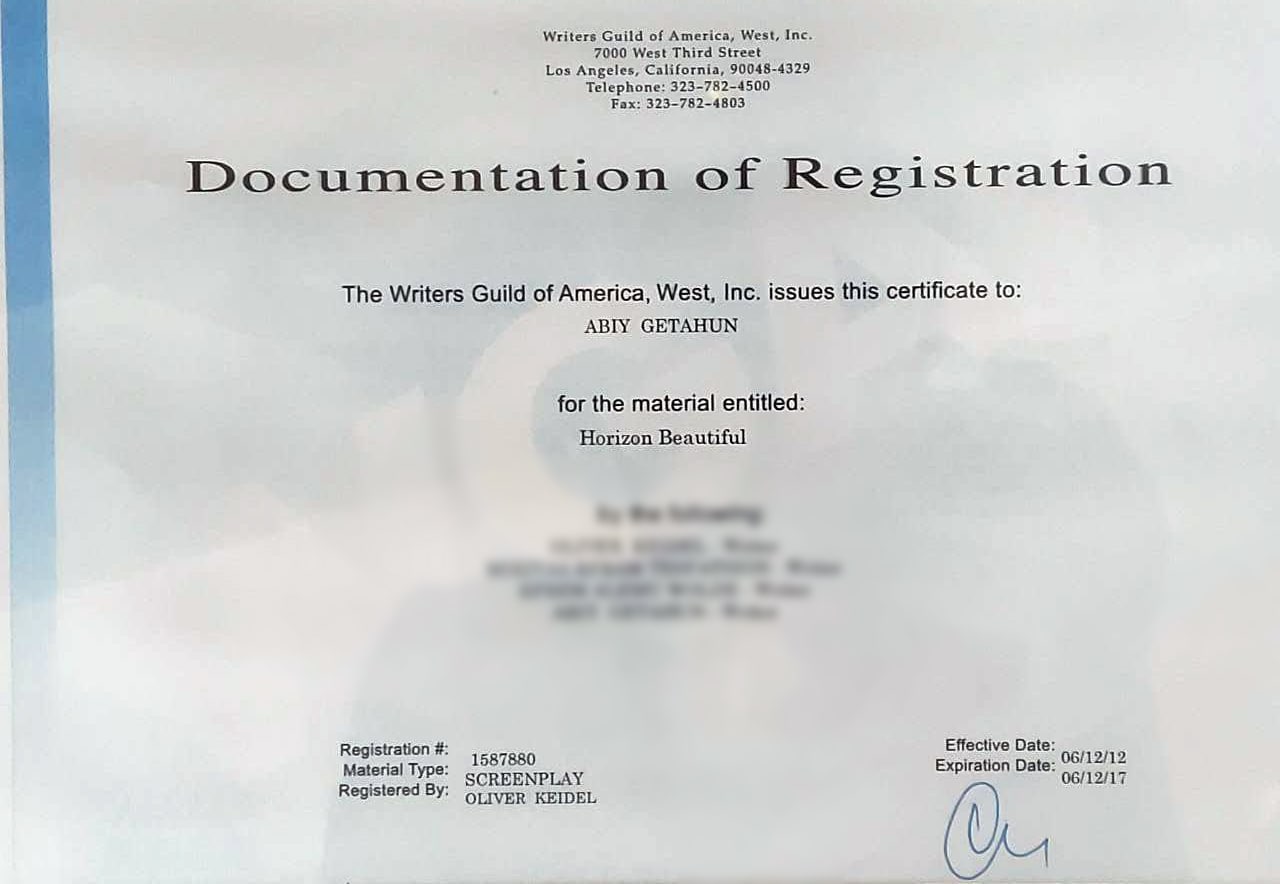 Writers Guild of America, West, Inc.
7000 West Third Street
Los Angeles, California, 90048-4329
Telephone: 323-782-4500
Fax: 323-782-4803
Documentation of Registration
The Writers Guild of America, West, Inc. issues this certificate to:
ABIY GETAHUN
for the material entitled:
Horizon Beautiful
by the following:
Registration #: 1587880
Material Type: SCREENPLAY
Registered By: OLIVER KEIDEL
Effective Date: 06/12/12
Expiration Date: 06/12/17